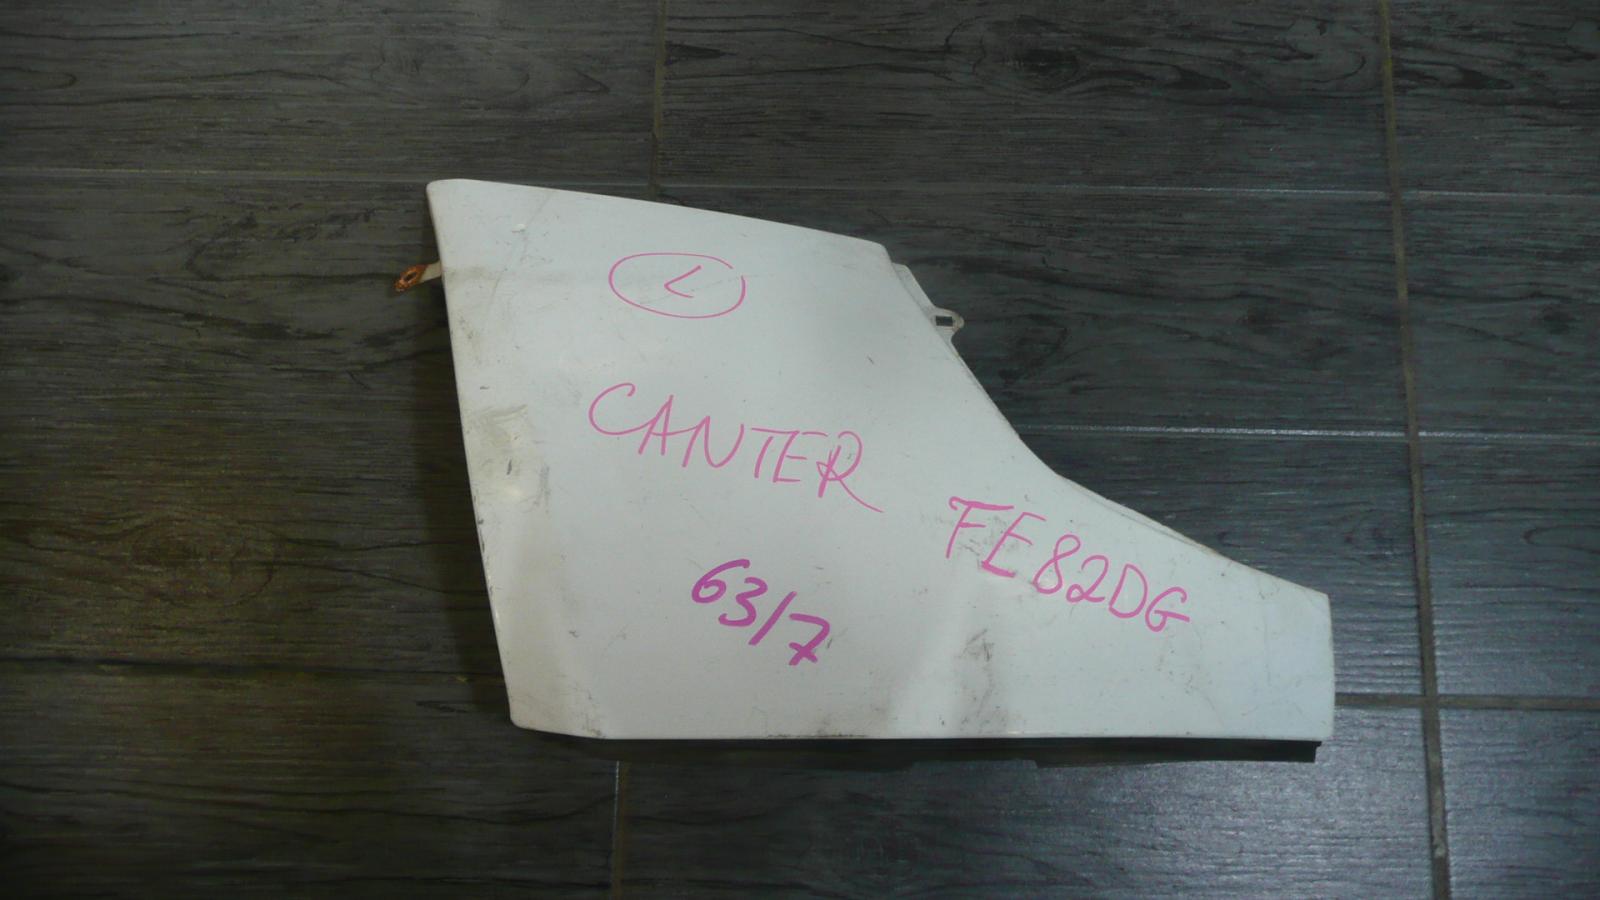 L
CANTER
FE82DG
63/7